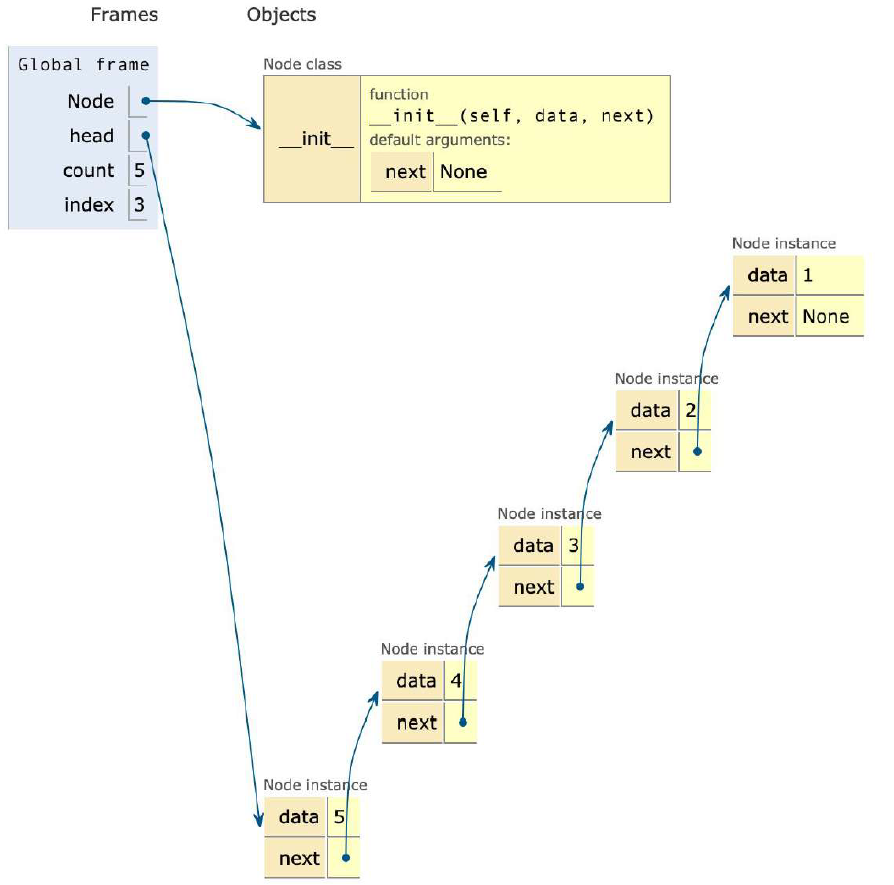 Frames Objects
Global frame
Node
head
count 5
index 3
Node class
__init__
function
__init__(self, data, next)
default arguments:
next None
Node instance
data 1
next None
Node instance
data 2
next
Node instance
data 3
next
Node instance
data 4
next
Node instance
data 5
next